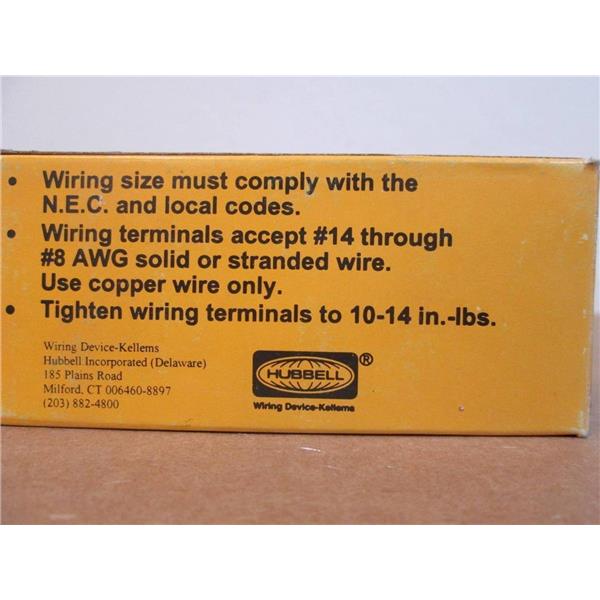 • Wiring size must comply with the
N.E.C. and local codes.
• Wiring terminals accept #14 through
#8 AWG solid or stranded wire.
Use copper wire only.
• Tighten wiring terminals to 10-14 in.-lbs.
Wiring Device-Kellems
Hubbell Incorporated (Delaware)
185 Plains Road
Milford, CT 006460-8897
(203) 882-4800
HUBBELL ®
Wiring Device-Kellems